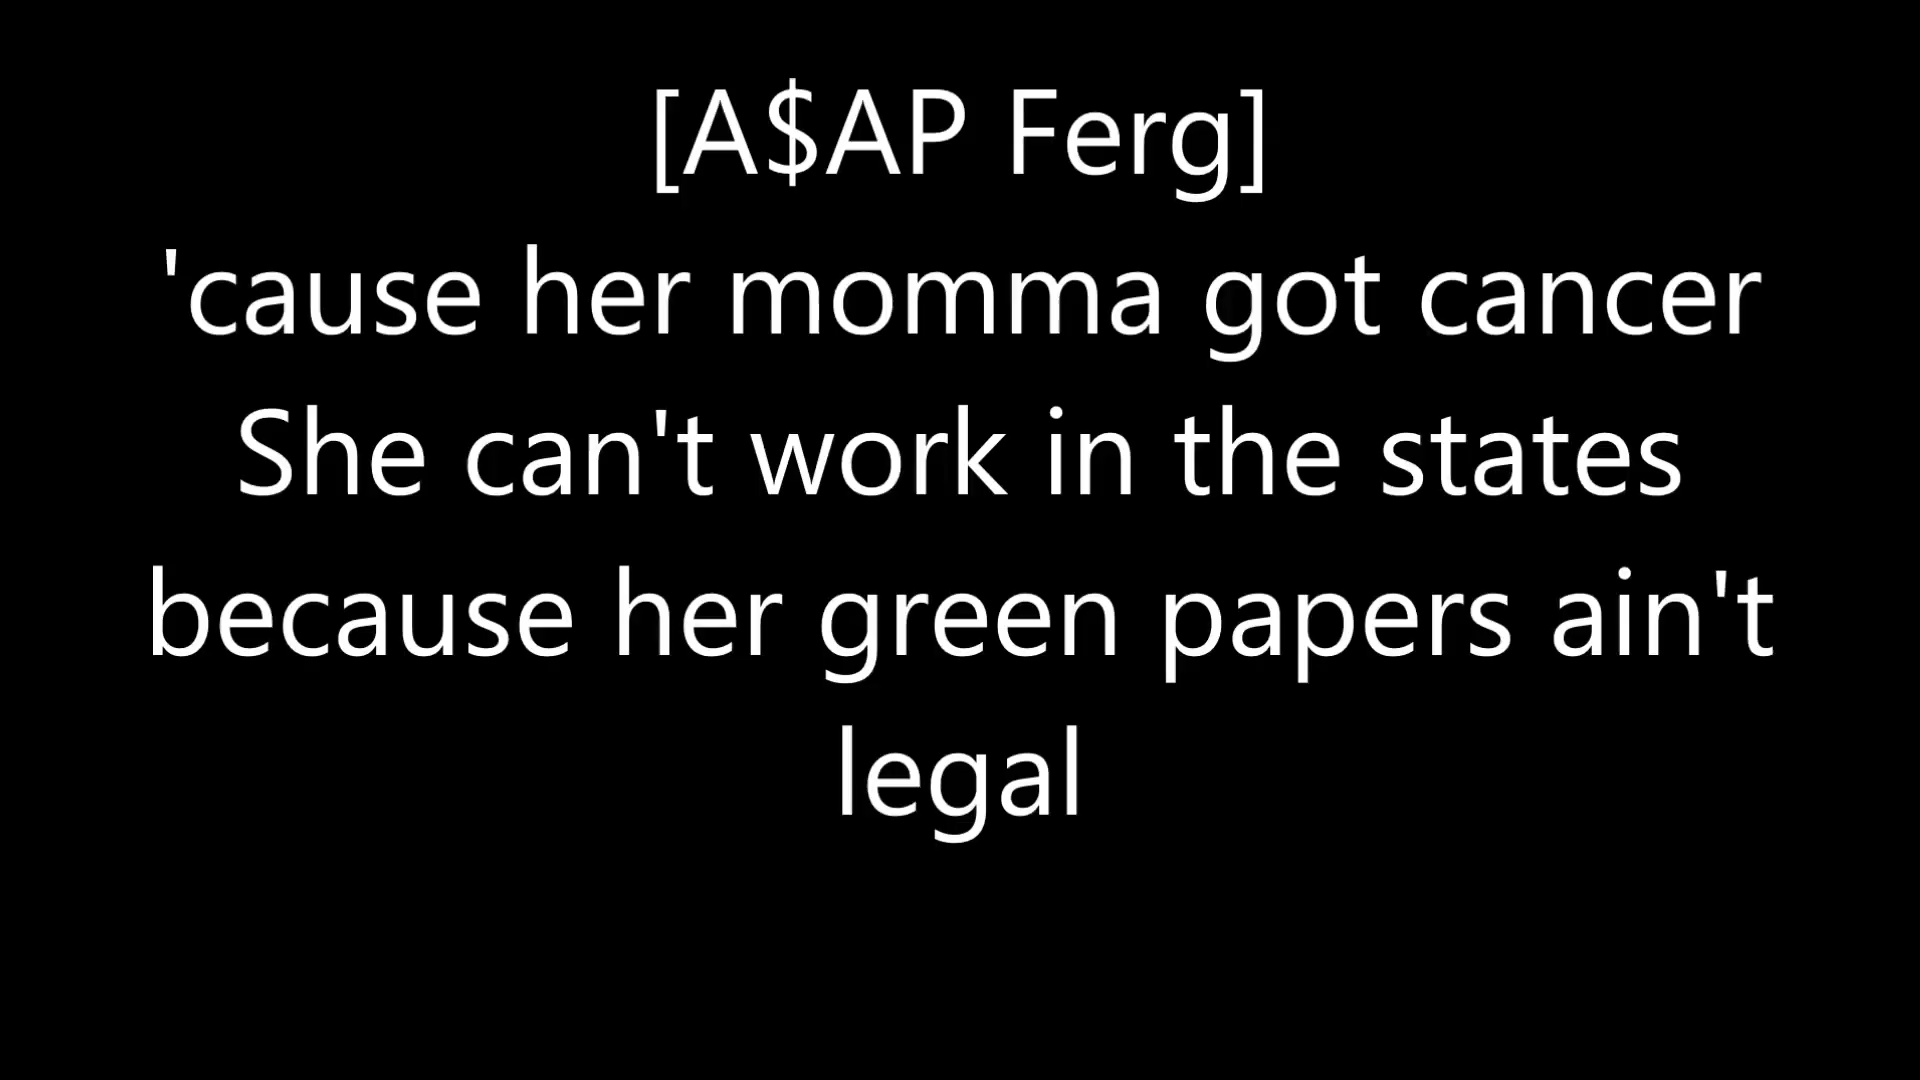 [A$AP Ferg]
'cause her momma got cancer
She can't work in the states
because her green papers ain't
legal